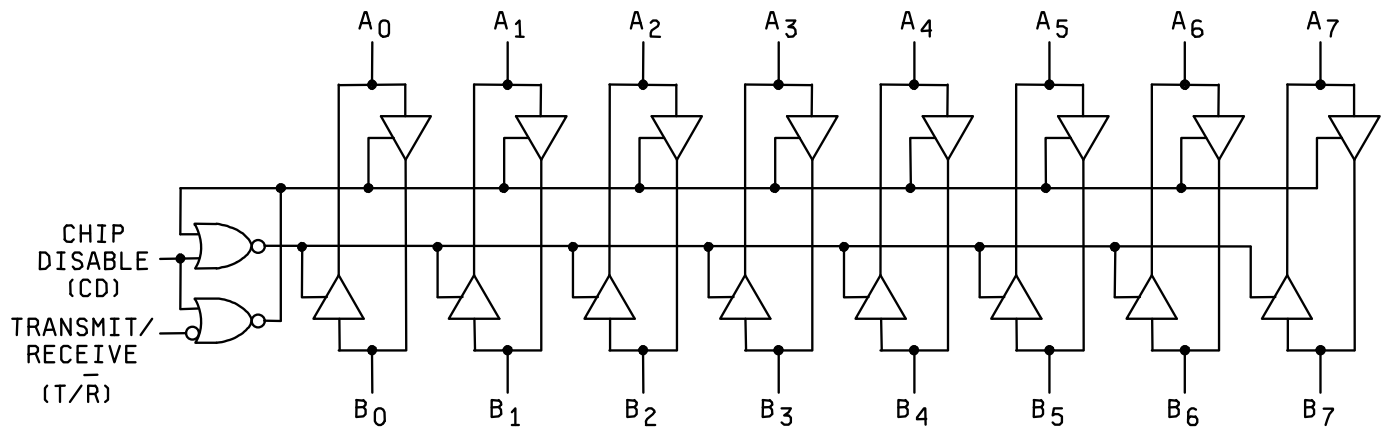 A0 A1 A2 A3 A4 A5 A6 A7
CHIP
DISABLE
(CD)
TRANSMIT/
RECEIVE
(T/R̅)
B0 B1 B2 B3 B4 B5 B6 B7